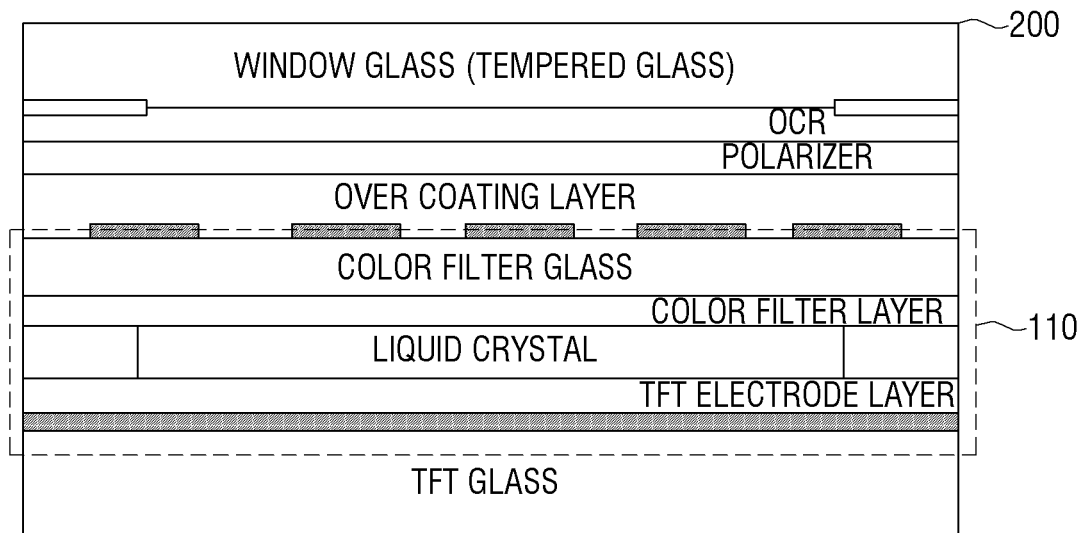 200
WINDOW GLASS (TEMPERED GLASS)
OCR
POLARIZER
OVER COATING LAYER
COLOR FILTER GLASS
COLOR FILTER LAYER
110
LIQUID CRYSTAL
TFT ELECTRODE LAYER
TFT GLASS